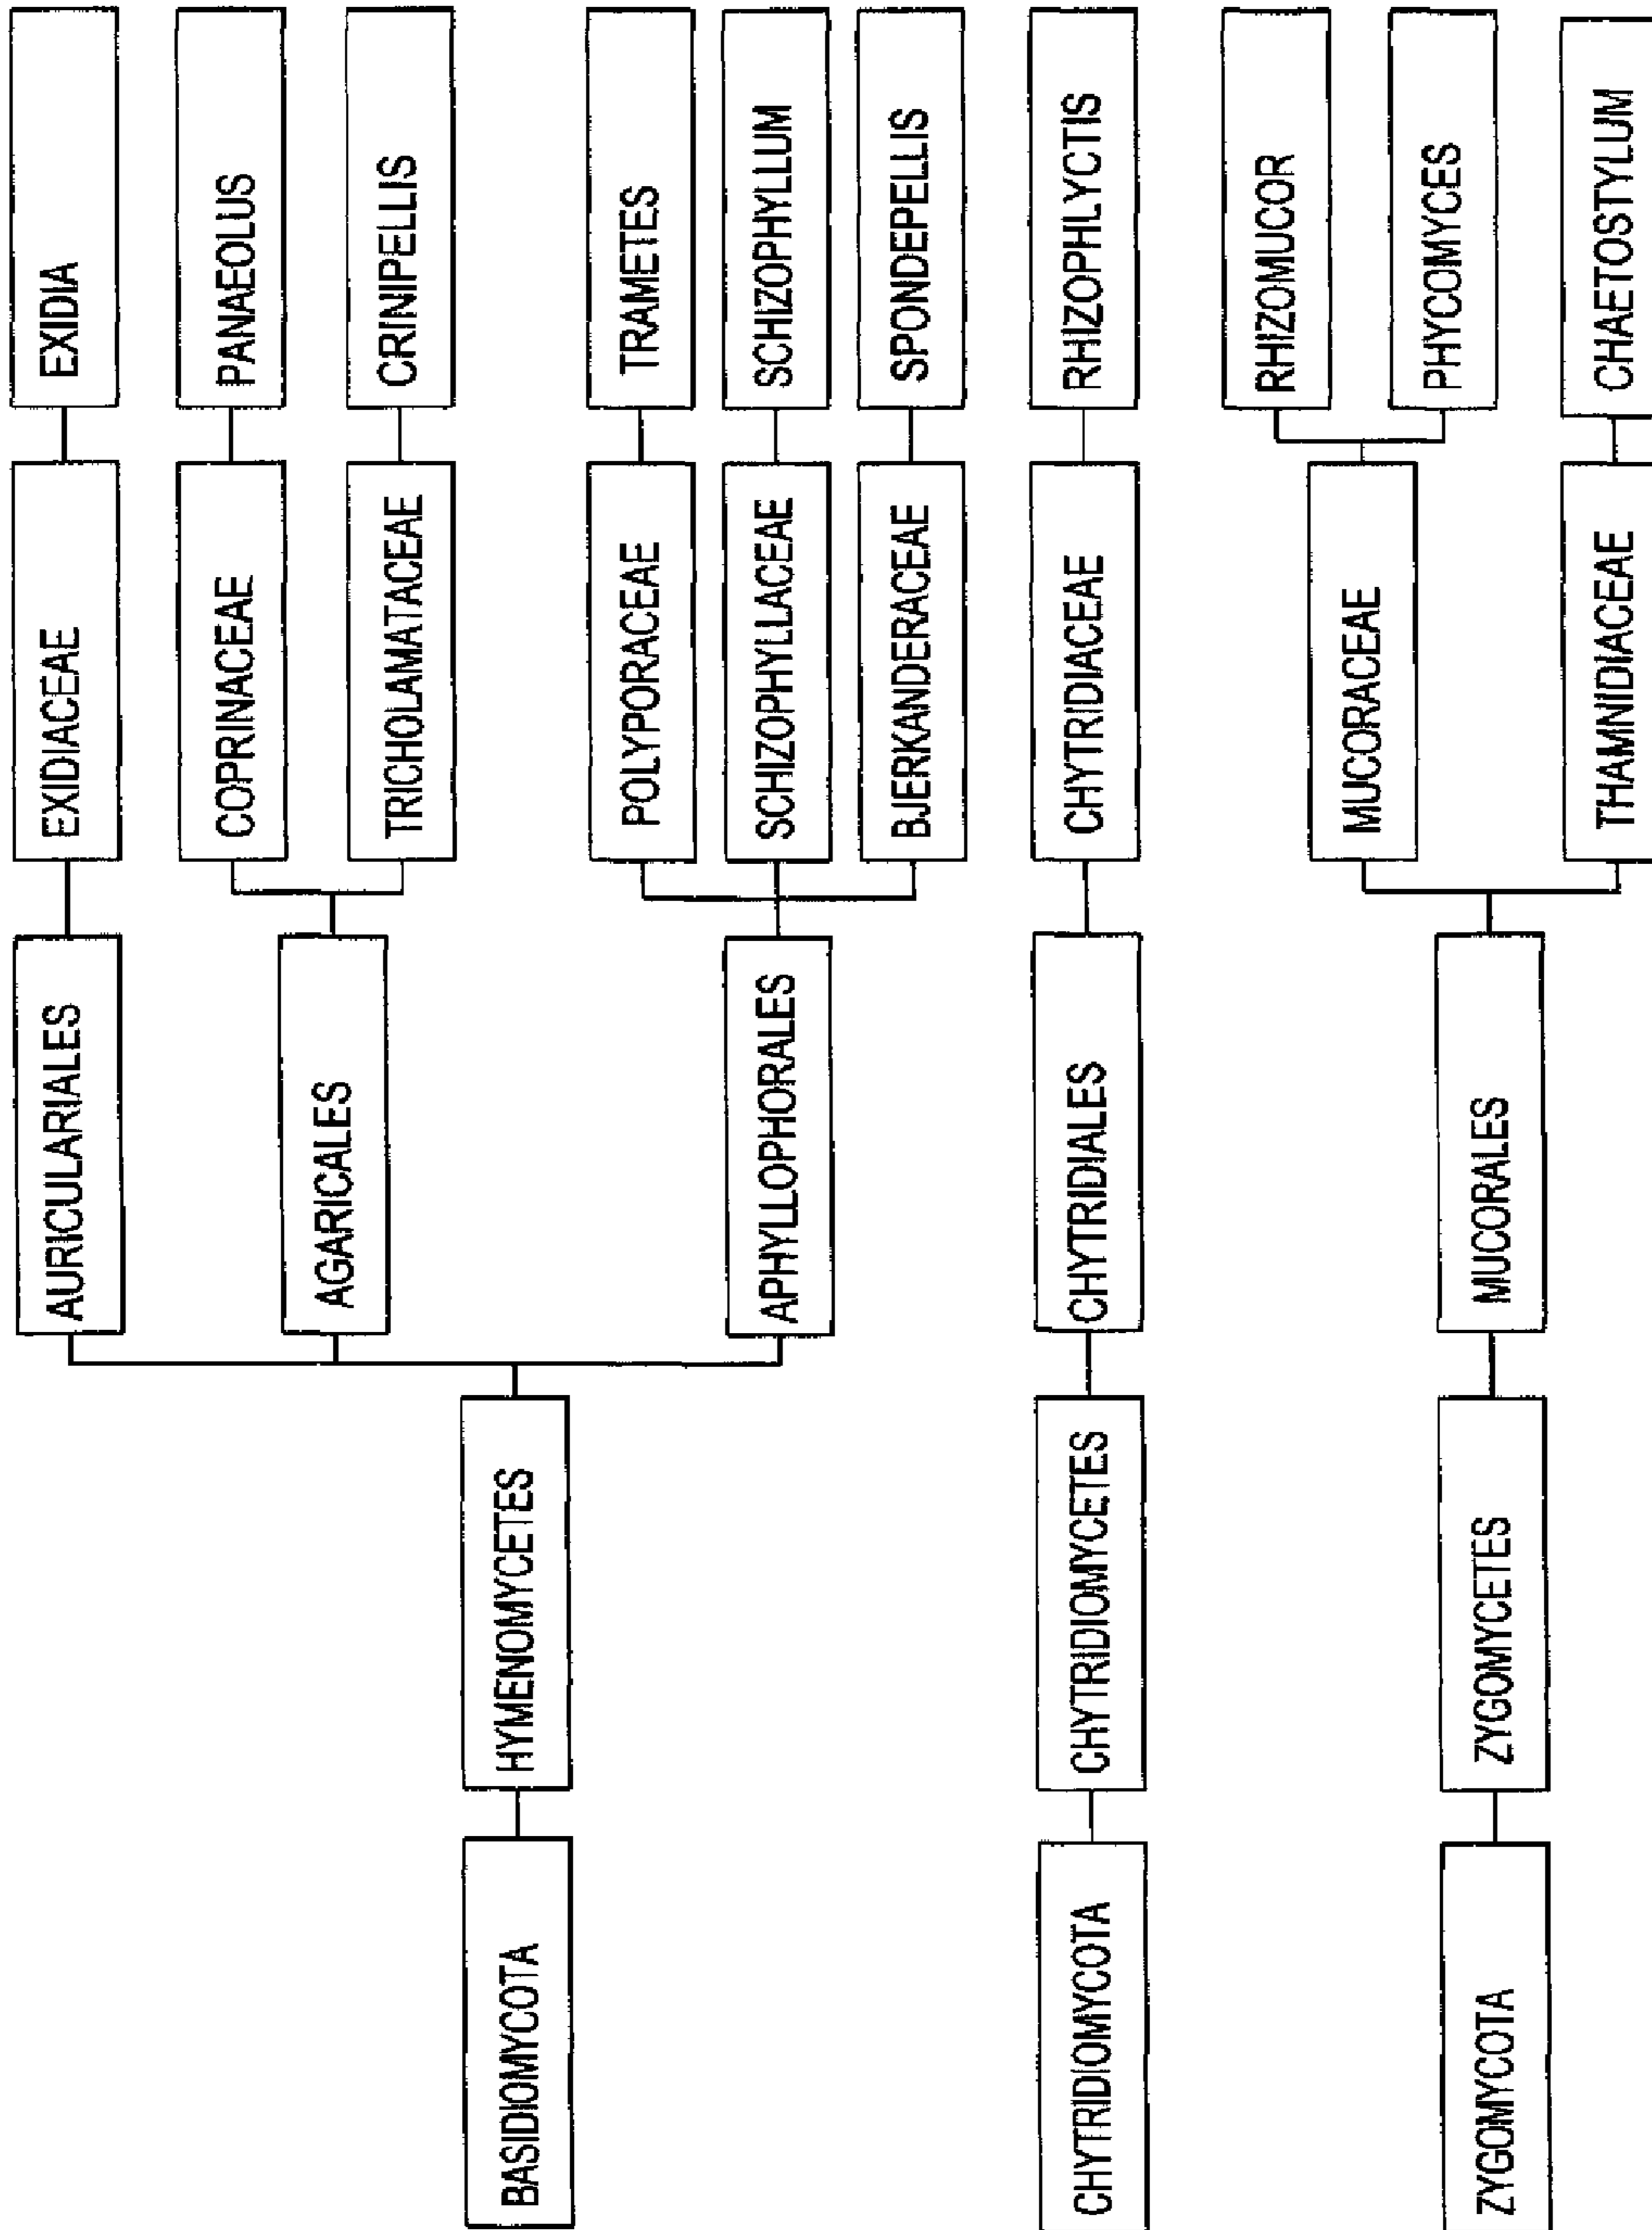 BASIDIOMYCOTA
HYMENOMYCETES
AURICULARIALES
EXIDIACEAE
EXIDIA
AGARICALES
COPRINACEAE
PANAEOLUS
TRICHOLAMATACEAE
CRINIPELLIS
APHYLLOPHORALES
POLYPORACEAE
TRAMETES
SCHIZOPHYLLACEAE
SCHIZOPHYLLUM
BJERKANDERACEAE
SPONDEPELLIS
CHYTRIDIOMYCOTA
CHYTRIDIOMYCETES
CHYTRIDIALES
CHYTRIDIACEAE
RHIZOPHLYCTIS
ZYGOMYCOTA
ZYGOMYCETES
MUCORALES
MUCORACEAE
RHIZOMUCOR
PHYCOMYCES
THAMNIDIACEAE
CHAETOSTYLUM